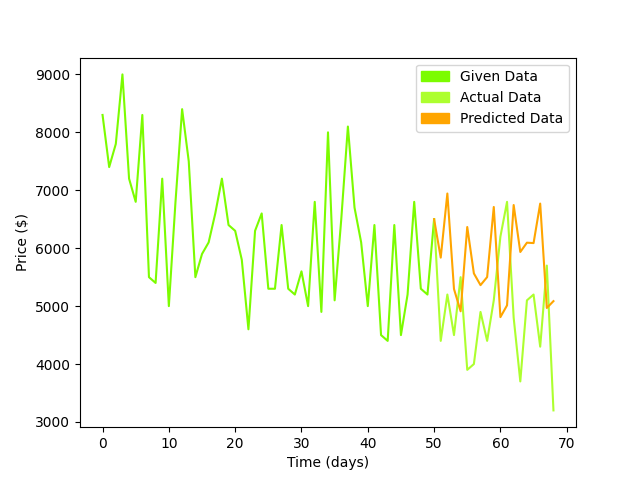 9000
8000
7000
6000
5000
4000
3000
Price ($)
Given Data
Actual Data
Predicted Data
0 10 20 30 40 50 60 70
Time (days)